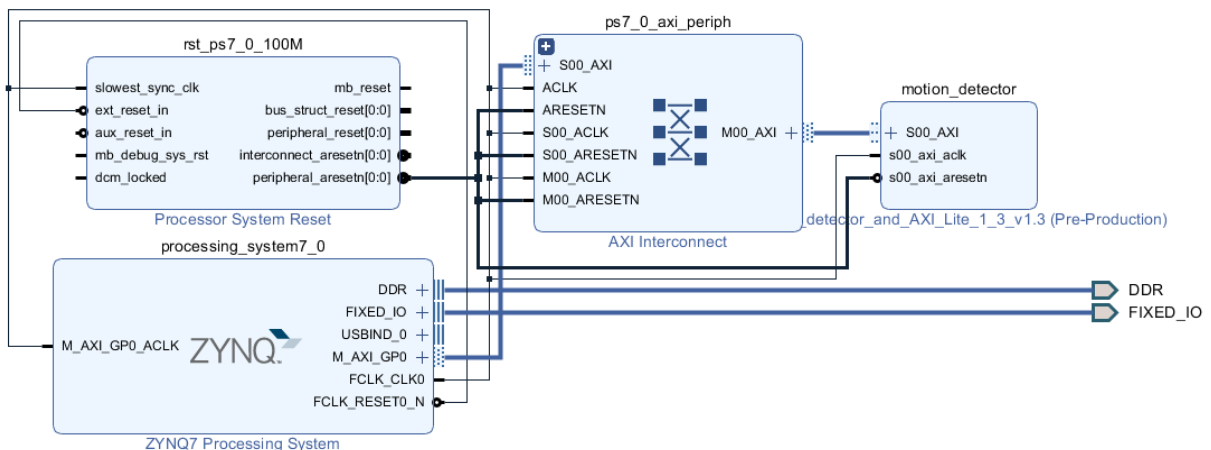 rst_ps7_0_100M
slowest_sync_clk
ext_reset_in
aux_reset_in
mb_debug_sys_rst
dcm_locked
mb_reset
bus_struct_reset[0:0]
peripheral_reset[0:0]
interconnect_aresetn[0:0]
peripheral_aresetn[0:0]
Processor System Reset
ps7_0_axi_periph
S00_AXI
ACLK
ARESETN
S00_ACLK
S00_ARESETN
M00_ACLK
M00_ARESETN
M00_AXI
AXI Interconnect
motion_detector
S00_AXI
s00_axi_aclk
s00_axi_aresetn
_detector_and_AXI_Lite_1_3_v1.3 (Pre-Production)
processing_system7_0
M_AXI_GP0_ACLK
ZYNQ
DDR
FIXED_IO
USBIND_0
M_AXI_GP0
FCLK_CLK0
FCLK_RESET0_N
ZYNQ7 Processing System
DDR
FIXED_IO